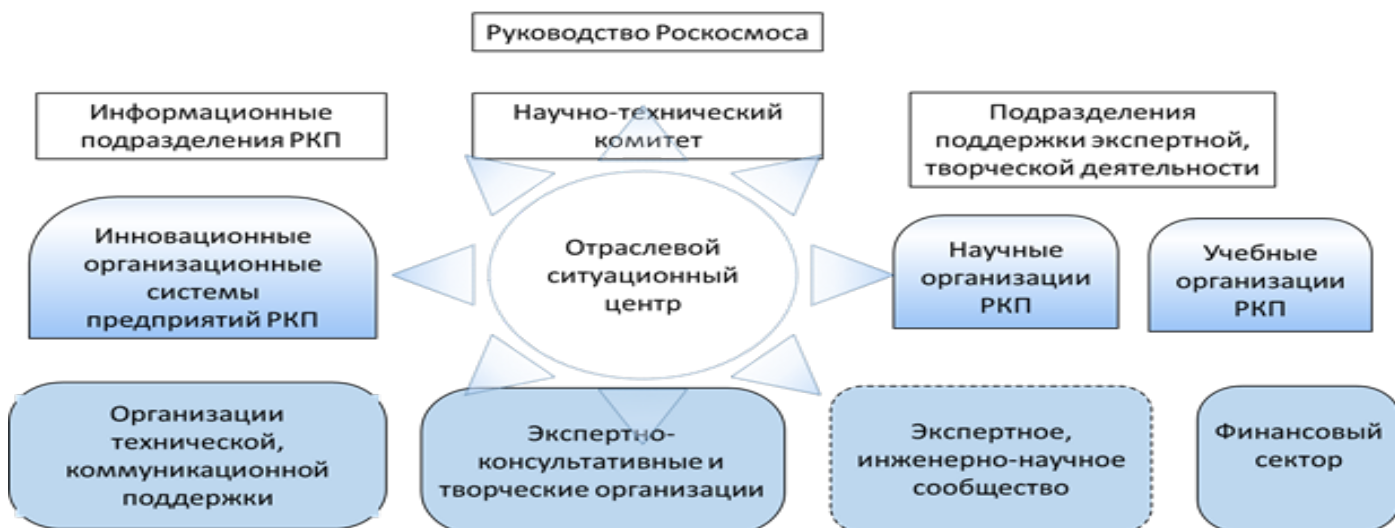 Руководство Роскосмоса
Информационные
подразделения РКП
Научно-технический
комитет
Подразделения
поддержки экспертной,
творческой деятельности
Инновационные
организационные
системы
предприятий РКП
Отраслевой
ситуационный
центр
Научные
организации
РКП
Учебные
организации
РКП
Организации
технической,
коммуникационной
поддержки
Экспертно-
консультативные и
творческие организации
Экспертное,
инженерно-научное
сообщество
Финансовый
сектор